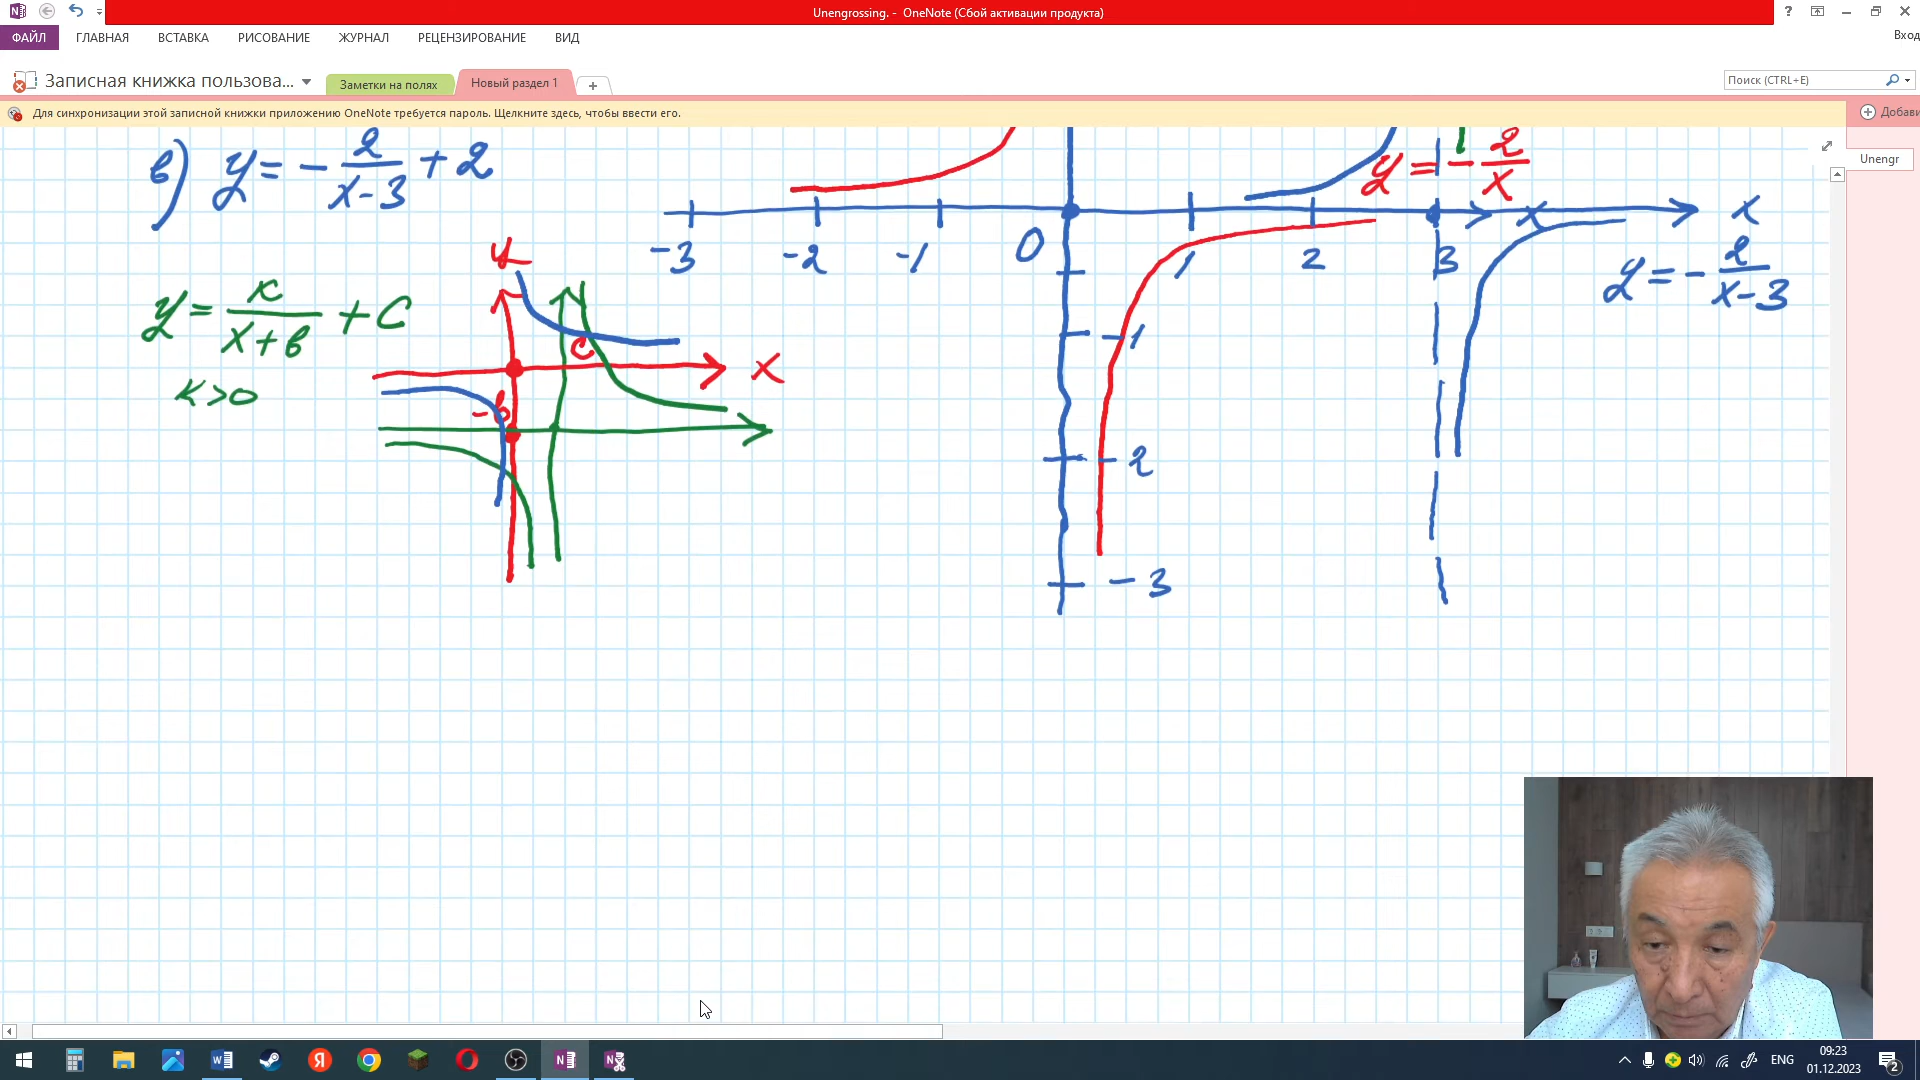 Unengrossing. - OneNote (Сбой активации продукта)
ФАЙЛ ГЛАВНАЯ ВСТАВКА РИСОВАНИЕ ЖУРНАЛ РЕЦЕНЗИРОВАНИЕ ВИД
Вход
Записная книжка пользова...
Заметки на полях
Новый раздел 1
Поиск (CTRL+E)
Для синхронизации этой записной книжки приложению OneNote требуется пароль. Щелкните здесь, чтобы ввести его.
Добави
Unengr
в) y = - 2/(x-3) + 2
y = - 2/x
x
x
-3 -2 -1 0 1 2 3
y = - 2/(x-3)
y
y = к/(x+в) + c
к>0
c
x
-в
-1
-2
-3
ENG
09:23
01.12.2023
2